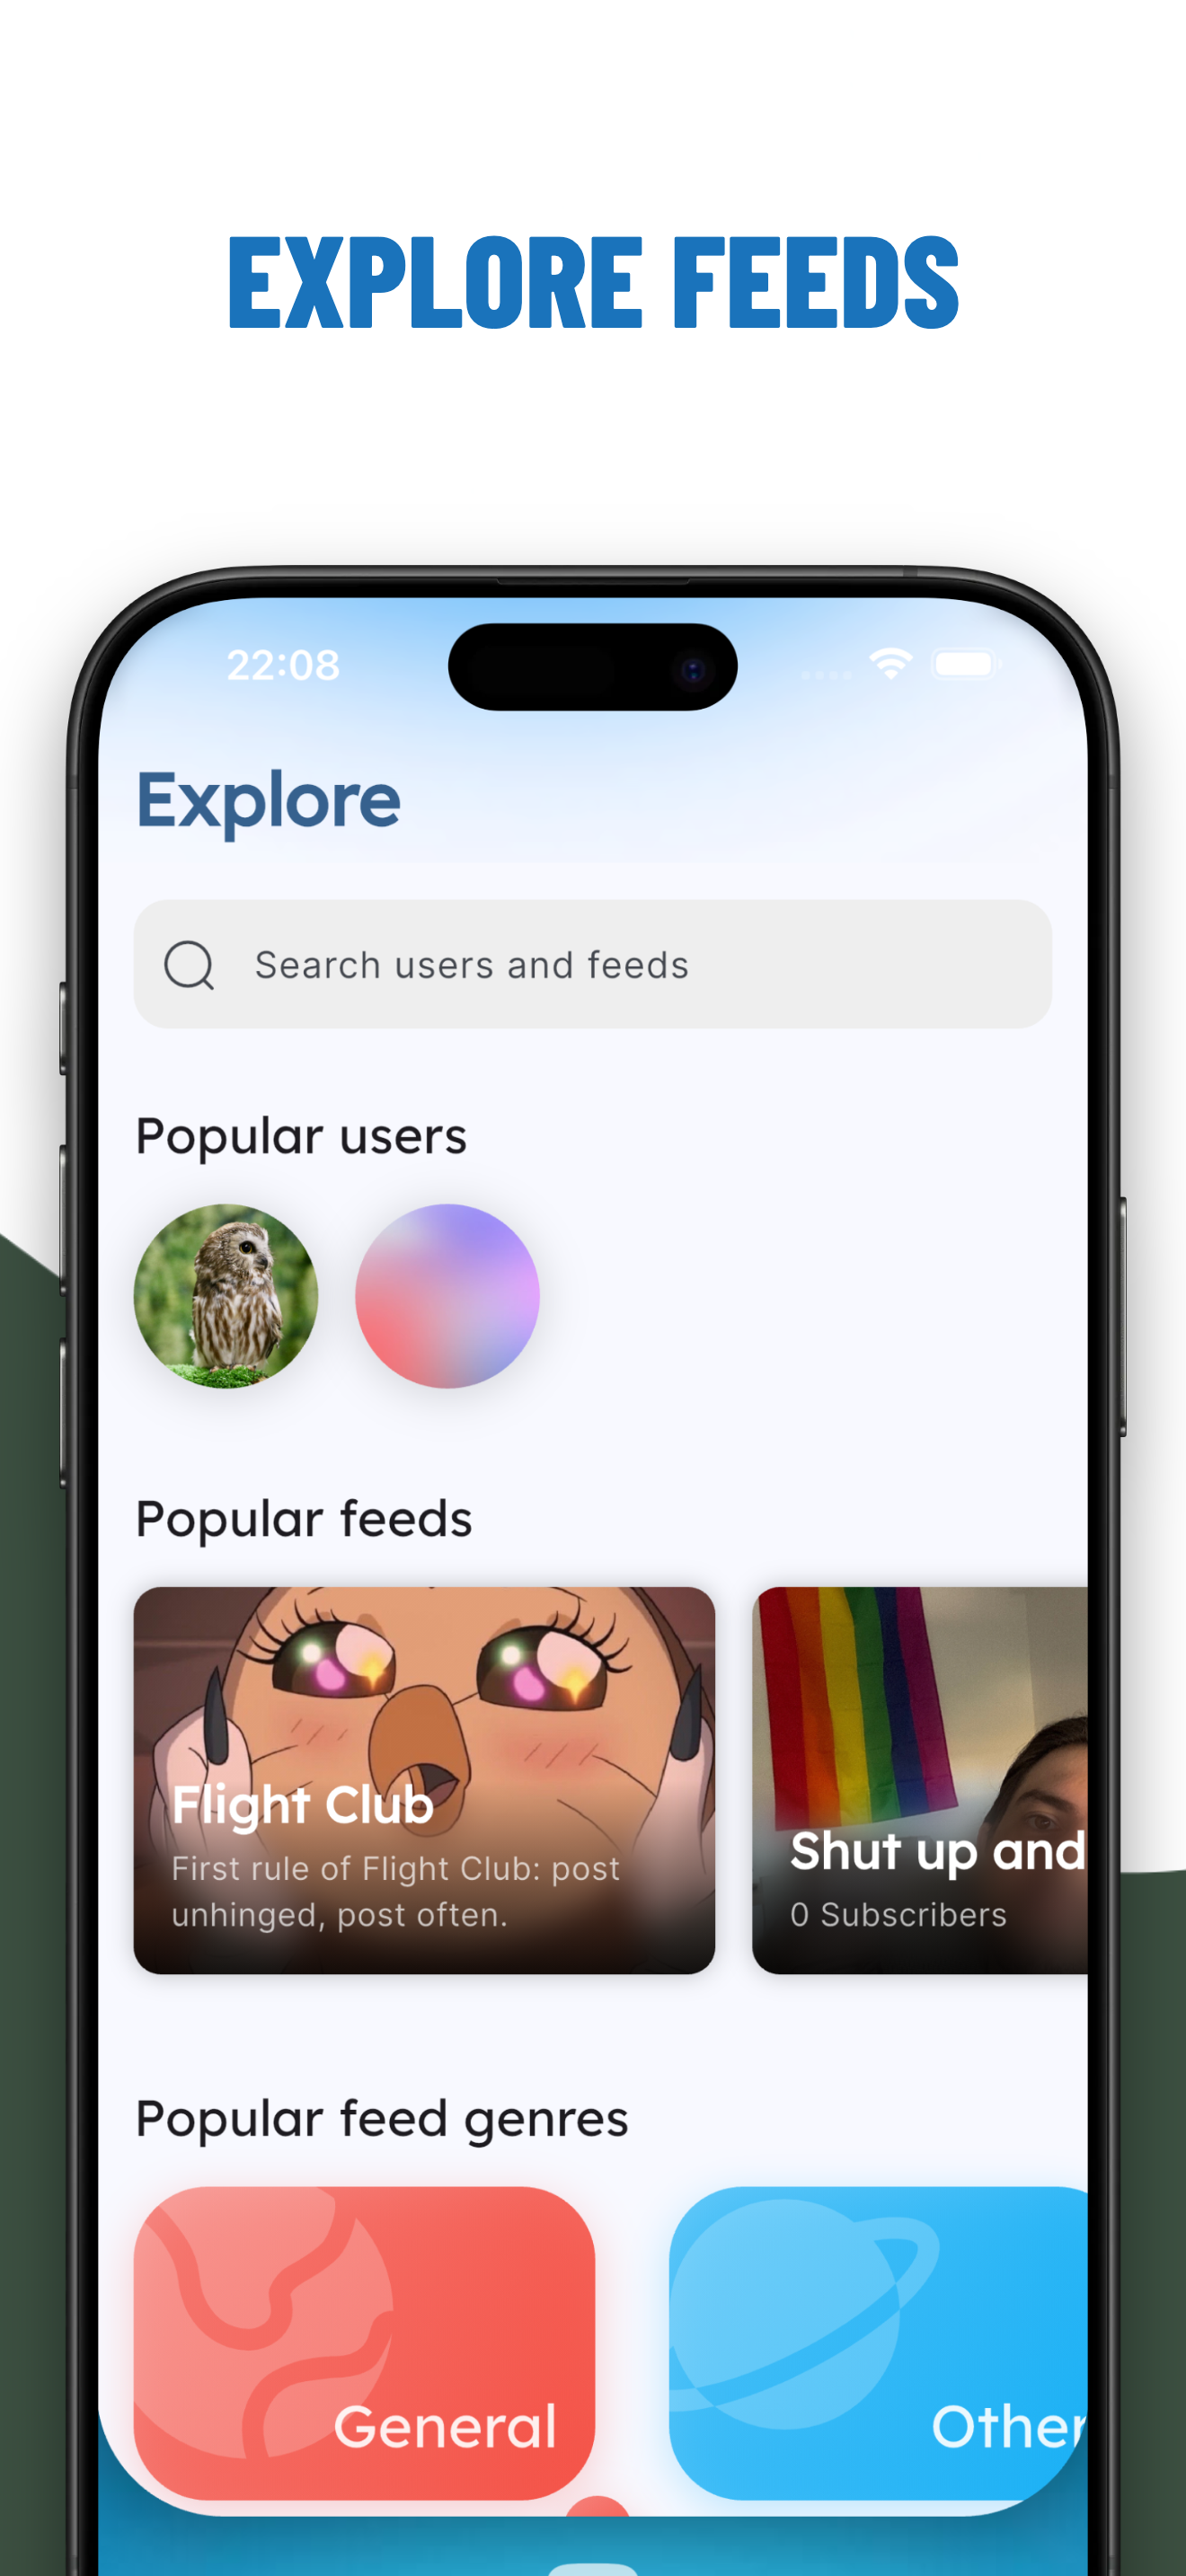 EXPLORE FEEDS
22:08
Explore
Search users and feeds
Popular users
Popular feeds
Flight Club
First rule of Flight Club: post
unhinged, post often.
Shut up and
0 Subscribers
Popular feed genres
General
Other